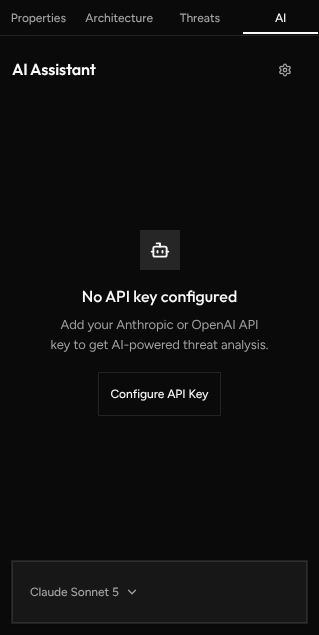 Properties Architecture Threats AI
AI Assistant
No API key configured
Add your Anthropic or OpenAI API
key to get AI-powered threat analysis.
Configure API Key
Claude Sonnet 5